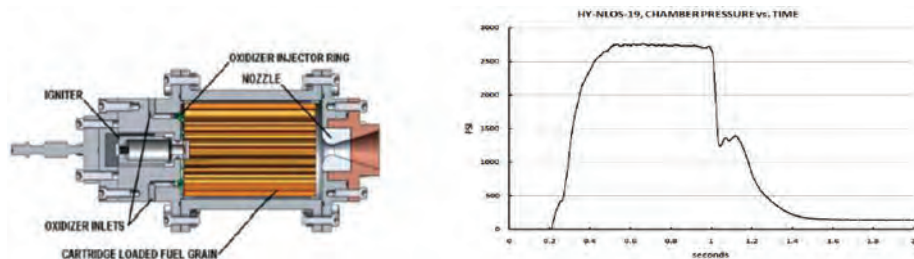 OXIDIZER INJECTOR RING
NOZZLE
IGNITER
OXIDIZER INLETS
CARTRIDGE LOADED FUEL GRAIN
HY-NLOS-19, CHAMBER PRESSURE vs. TIME
3000
2500
2000
1500
1000
500
0
PSI
0 0.2 0.4 0.6 0.8 1 1.2 1.4 1.6 1.8
seconds